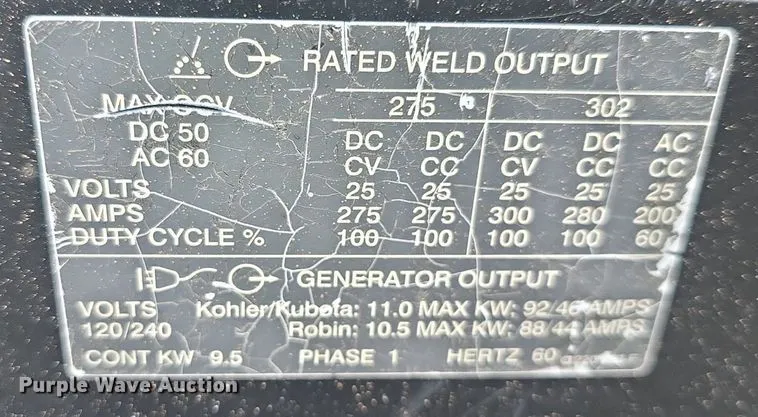 RATED WELD OUTPUT
MAX OCV 275 302
DC 50 DC DC DC DC AC
AC 60 CV CC CV CC CC
VOLTS 25 25 25 25 25
AMPS 275 275 300 280 200
DUTY CYCLE % 100 100 100 100 60
GENERATOR OUTPUT
VOLTS Kohler/Kubota: 11.0 MAX KW: 92/46 AMPS
120/240 Robin: 10.5 MAX KW: 88/44 AMPS
CONT KW 9.5 PHASE 1 HERTZ 60
Purple Wave Auction